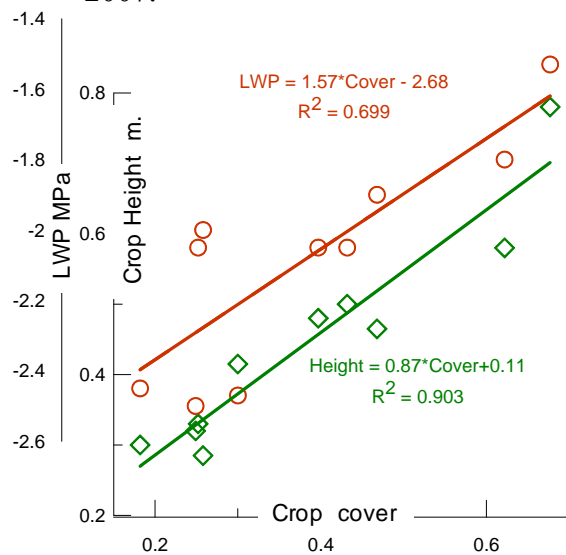 2007.
-1.4
-1.6
-1.8
-2
-2.2
-2.4
-2.6
LWP MPa
0.8
0.6
0.4
0.2
Crop Height m.
LWP = 1.57*Cover - 2.68
R2 = 0.699
Height = 0.87*Cover+0.11
R2 = 0.903
Crop cover
0.2
0.4
0.6